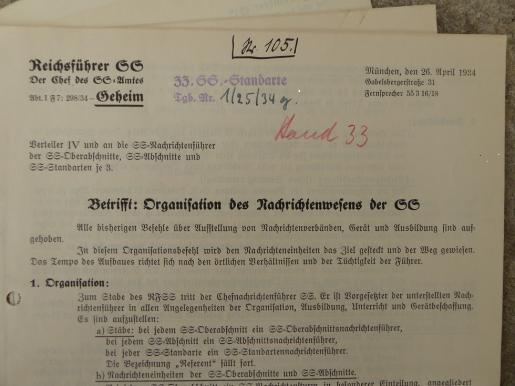 Nr 105.
Reichsführer SS
Der Chef des SS-Amtes
Abt. I F7: 298/34 — Geheim
33. SS.-Standarte
Tgb. Nr. 1/25/34 g.
München, den 26. April 1934
Gabelsbergerstraße 31
Fernsprecher 55 3 16/18
Stand 33
Verteiler IV und an die SS-Nachrichtenführer
der SS-Oberabschnitte, SS-Abschnitte und
SS-Standarten je 3.
Betrifft: Organisation des Nachrichtenwesens der SS
Alle bisherigen Befehle über Aufstellung von Nachrichtenverbänden, Gerät und Ausbildung sind auf-
gehoben.
In diesem Organisationsbefehl wird den Nachrichteneinheiten das Ziel gesteckt und der Weg gewiesen.
Das Tempo des Aufbaues richtet sich nach den örtlichen Verhältnissen und der Tüchtigkeit der Führer.
1. Organisation:
Zum Stabe des RFSS tritt der Chefnachrichtenführer SS. Er ist Vorgesetzter der unterstellten Nach-
richtenführer in allen Angelegenheiten der Organisation, Ausbildung, Unterricht und Gerätbeschaffung.
Es sind aufzustellen:
a) Stäbe: bei jedem SS-Oberabschnitt ein SS-Oberabschnittsnachrichtenführer,
bei jedem SS-Abschnitt ein SS-Abschnittsnachrichtenführer,
bei jeder SS-Standarte ein SS-Standartennachrichtenführer.
Die Bezeichnung „Referent" fällt fort.
b) Nachrichteneinheiten der SS-Oberabschnitte und SS-Abschnitte.